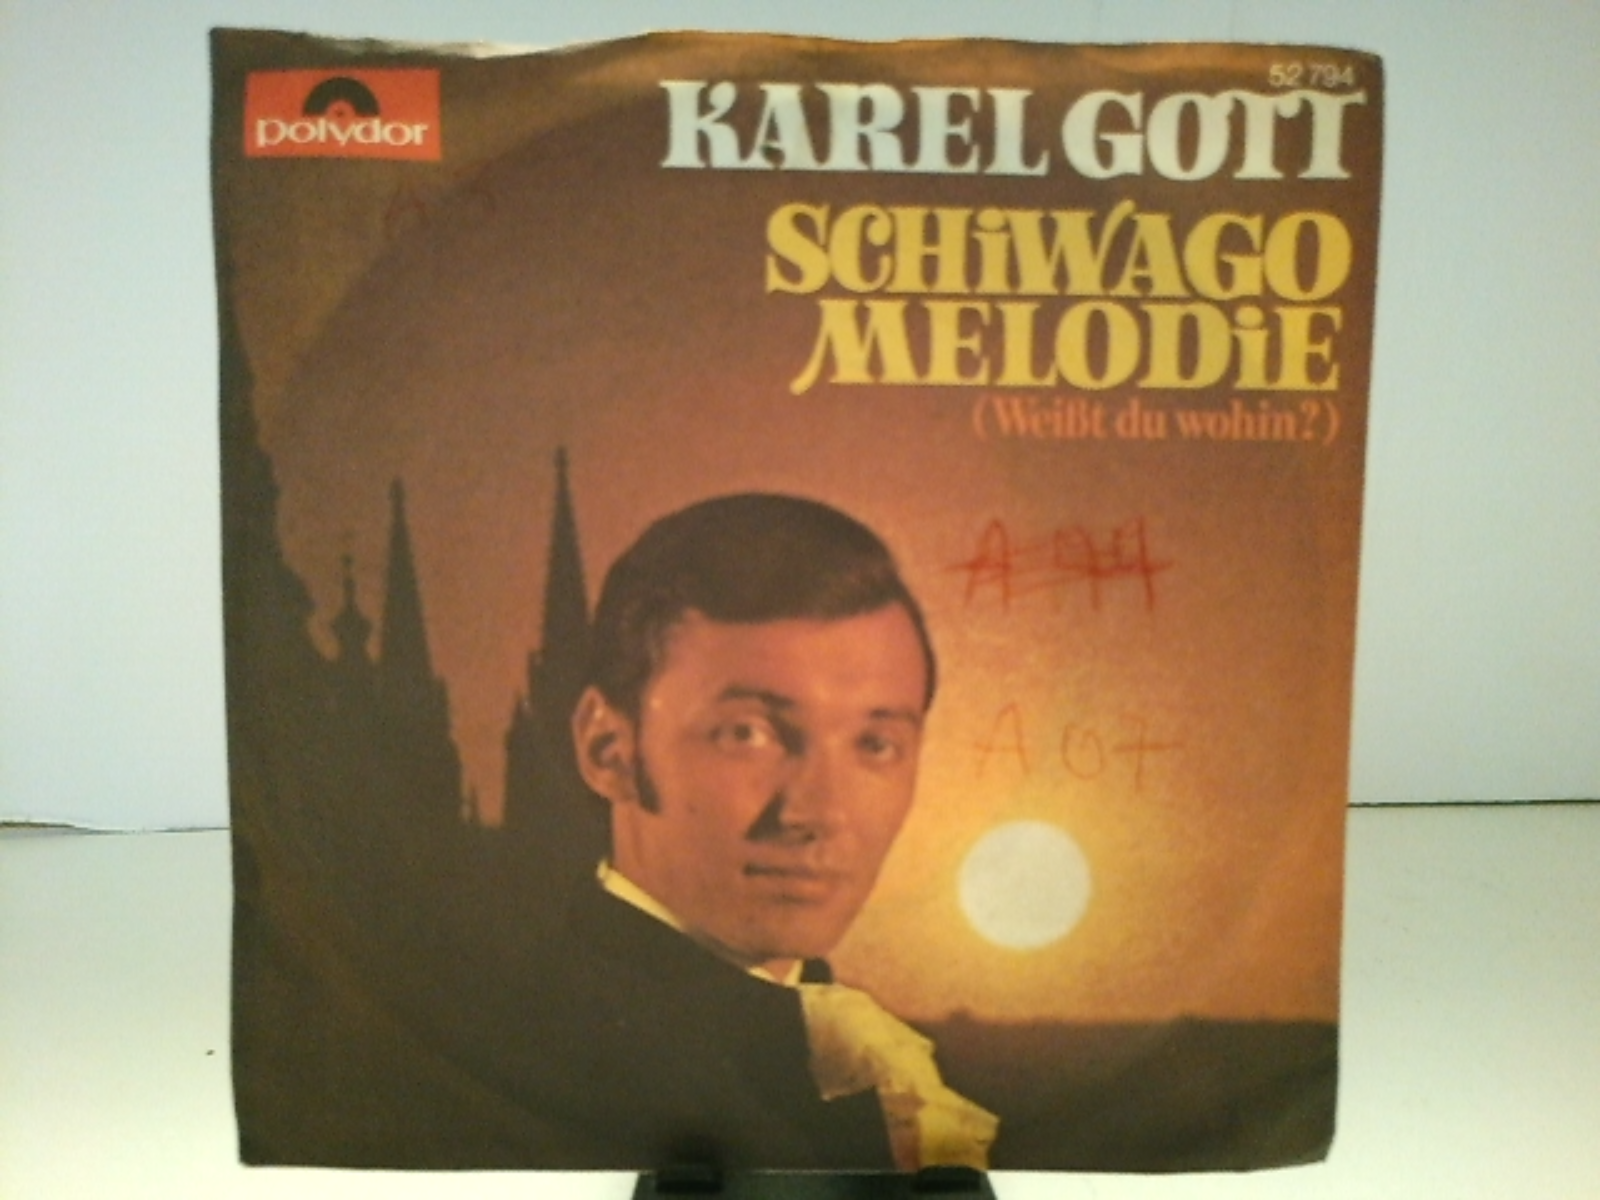 polydor
52 794
KAREL GOTT
SCHiWAGO
MELODiE
(Weißt du wohin?)
A 07